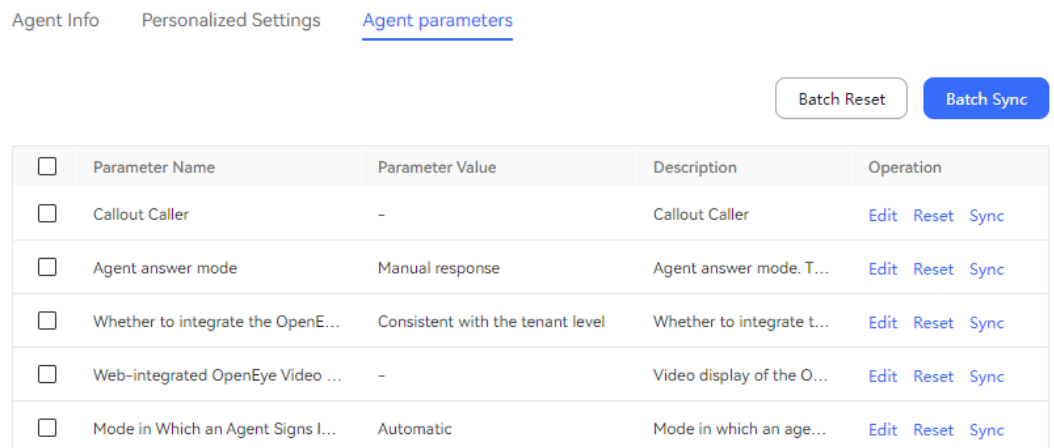 Agent Info Personalized Settings Agent parameters
Batch Reset Batch Sync
Parameter Name Parameter Value Description Operation
Callout Caller – Callout Caller Edit Reset Sync
Agent answer mode Manual response Agent answer mode. T... Edit Reset Sync
Whether to integrate the OpenE... Consistent with the tenant level Whether to integrate t... Edit Reset Sync
Web-integrated OpenEye Video ... – Video display of the O... Edit Reset Sync
Mode in Which an Agent Signs I... Automatic Mode in which an age... Edit Reset Sync